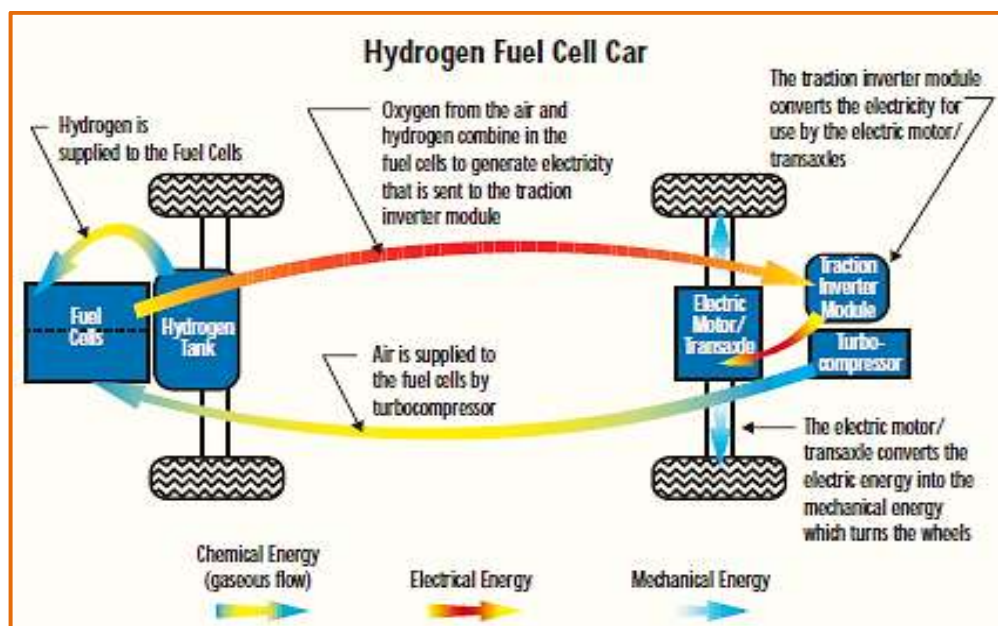 Hydrogen Fuel Cell Car
Hydrogen is
supplied to the Fuel Cells
Oxygen from the air and
hydrogen combine in the
fuel cells to generate electricity
that is sent to the traction
inverter module
The traction inverter module
converts the electricity for
use by the electric motor/
transaxles
Fuel
Cells
Hydrogen
Tank
Electric
Motor/
Transaxle
Traction
Inverter
Module
Turbo-
compressor
Air is supplied to
the fuel cells by
turbocompressor
The electric motor/
transaxle converts the
electric energy into the
mechanical energy
which turns the wheels
Chemical Energy
(gaseous flow)
Electrical Energy
Mechanical Energy